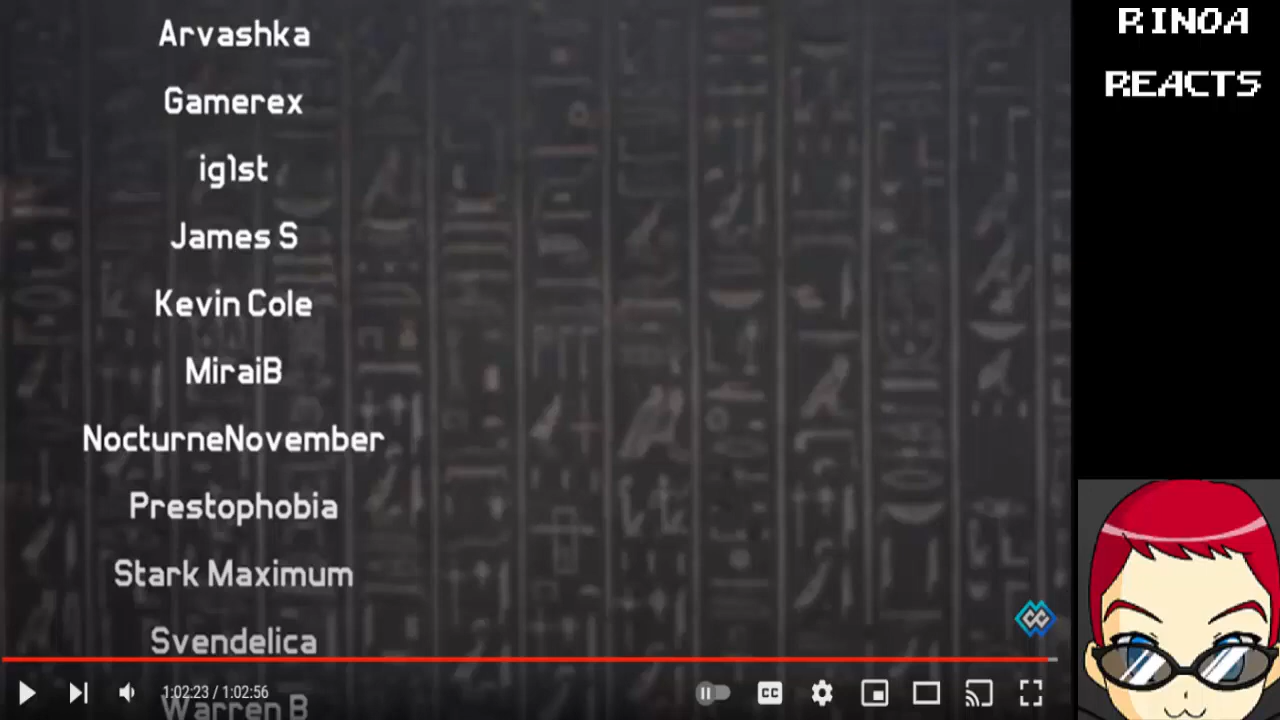 Arvashka
Gamerex
ig1st
James S
Kevin Cole
MiraiB
NocturneNovember
Prestophobia
Stark Maximum
Svendelica
Warren B
1:02:23 / 1:02:56
CC
RINOA
REACTS